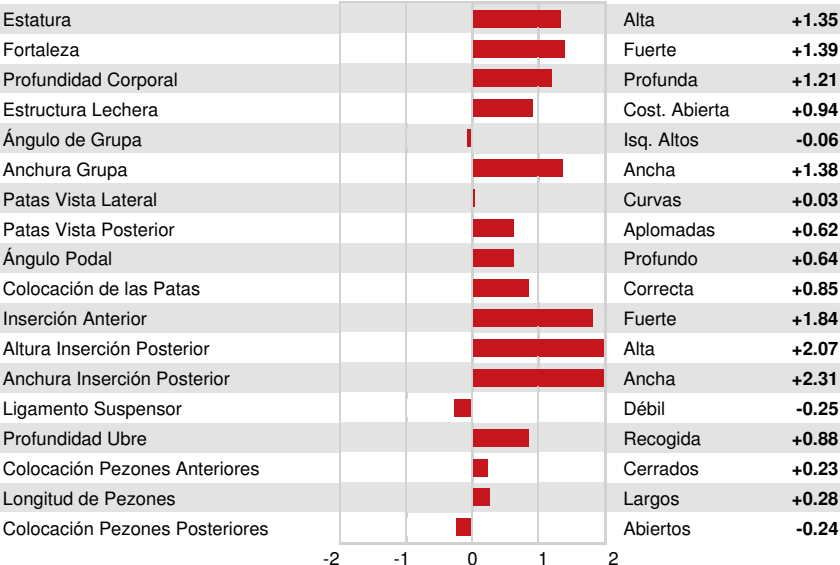 Estatura Alta +1.35
Fortaleza Fuerte +1.39
Profundidad Corporal Profunda +1.21
Estructura Lechera Cost. Abierta +0.94
Ángulo de Grupa Isq. Altos -0.06
Anchura Grupa Ancha +1.38
Patas Vista Lateral Curvas +0.03
Patas Vista Posterior Aplomadas +0.62
Ángulo Podal Profundo +0.64
Colocación de las Patas Correcta +0.85
Inserción Anterior Fuerte +1.84
Altura Inserción Posterior Alta +2.07
Anchura Inserción Posterior Ancha +2.31
Ligamento Suspensor Débil -0.25
Profundidad Ubre Recogida +0.88
Colocación Pezones Anteriores Cerrados +0.23
Longitud de Pezones Largos +0.28
Colocación Pezones Posteriores Abiertos -0.24
-2 -1 0 1 2